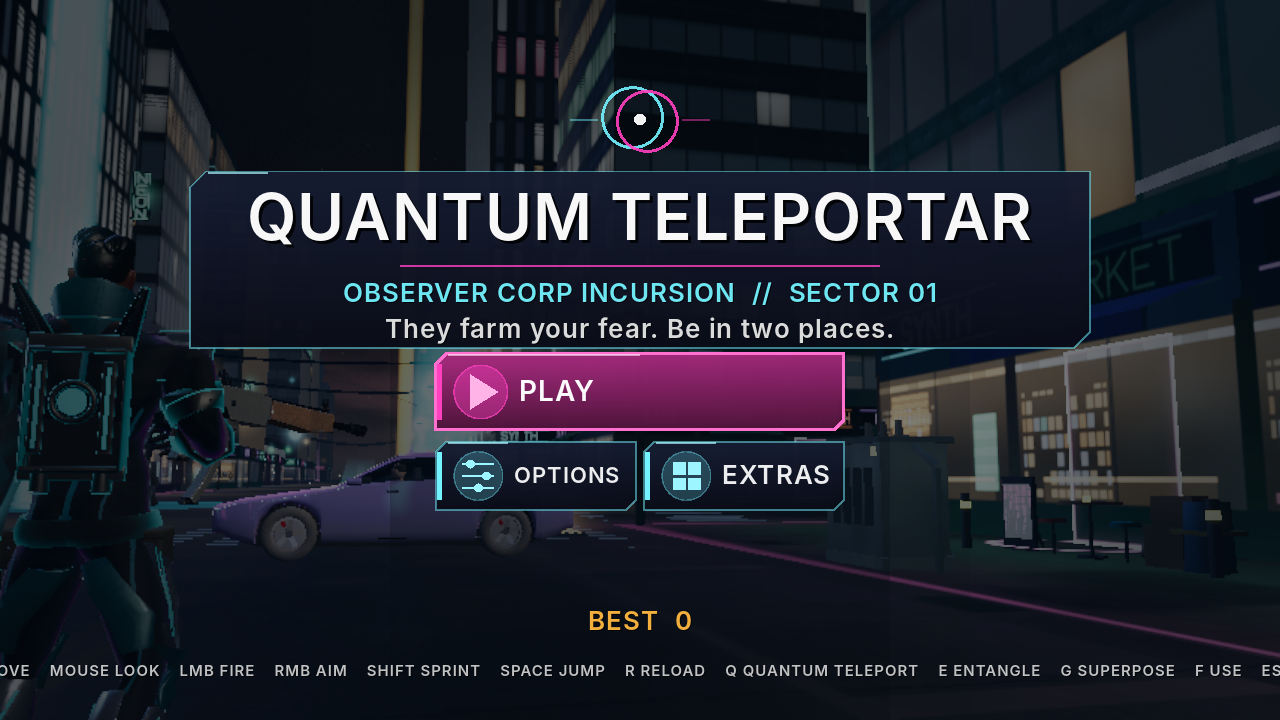 QUANTUM TELEPORTAR
OBSERVER CORP INCURSION // SECTOR 01
They farm your fear. Be in two places.
RKET
PLAY
OPTIONS
EXTRAS
BEST 0
OVE MOUSE LOOK LMB FIRE RMB AIM SHIFT SPRINT SPACE JUMP R RELOAD Q QUANTUM TELEPORT E ENTANGLE G SUPERPOSE F USE ES